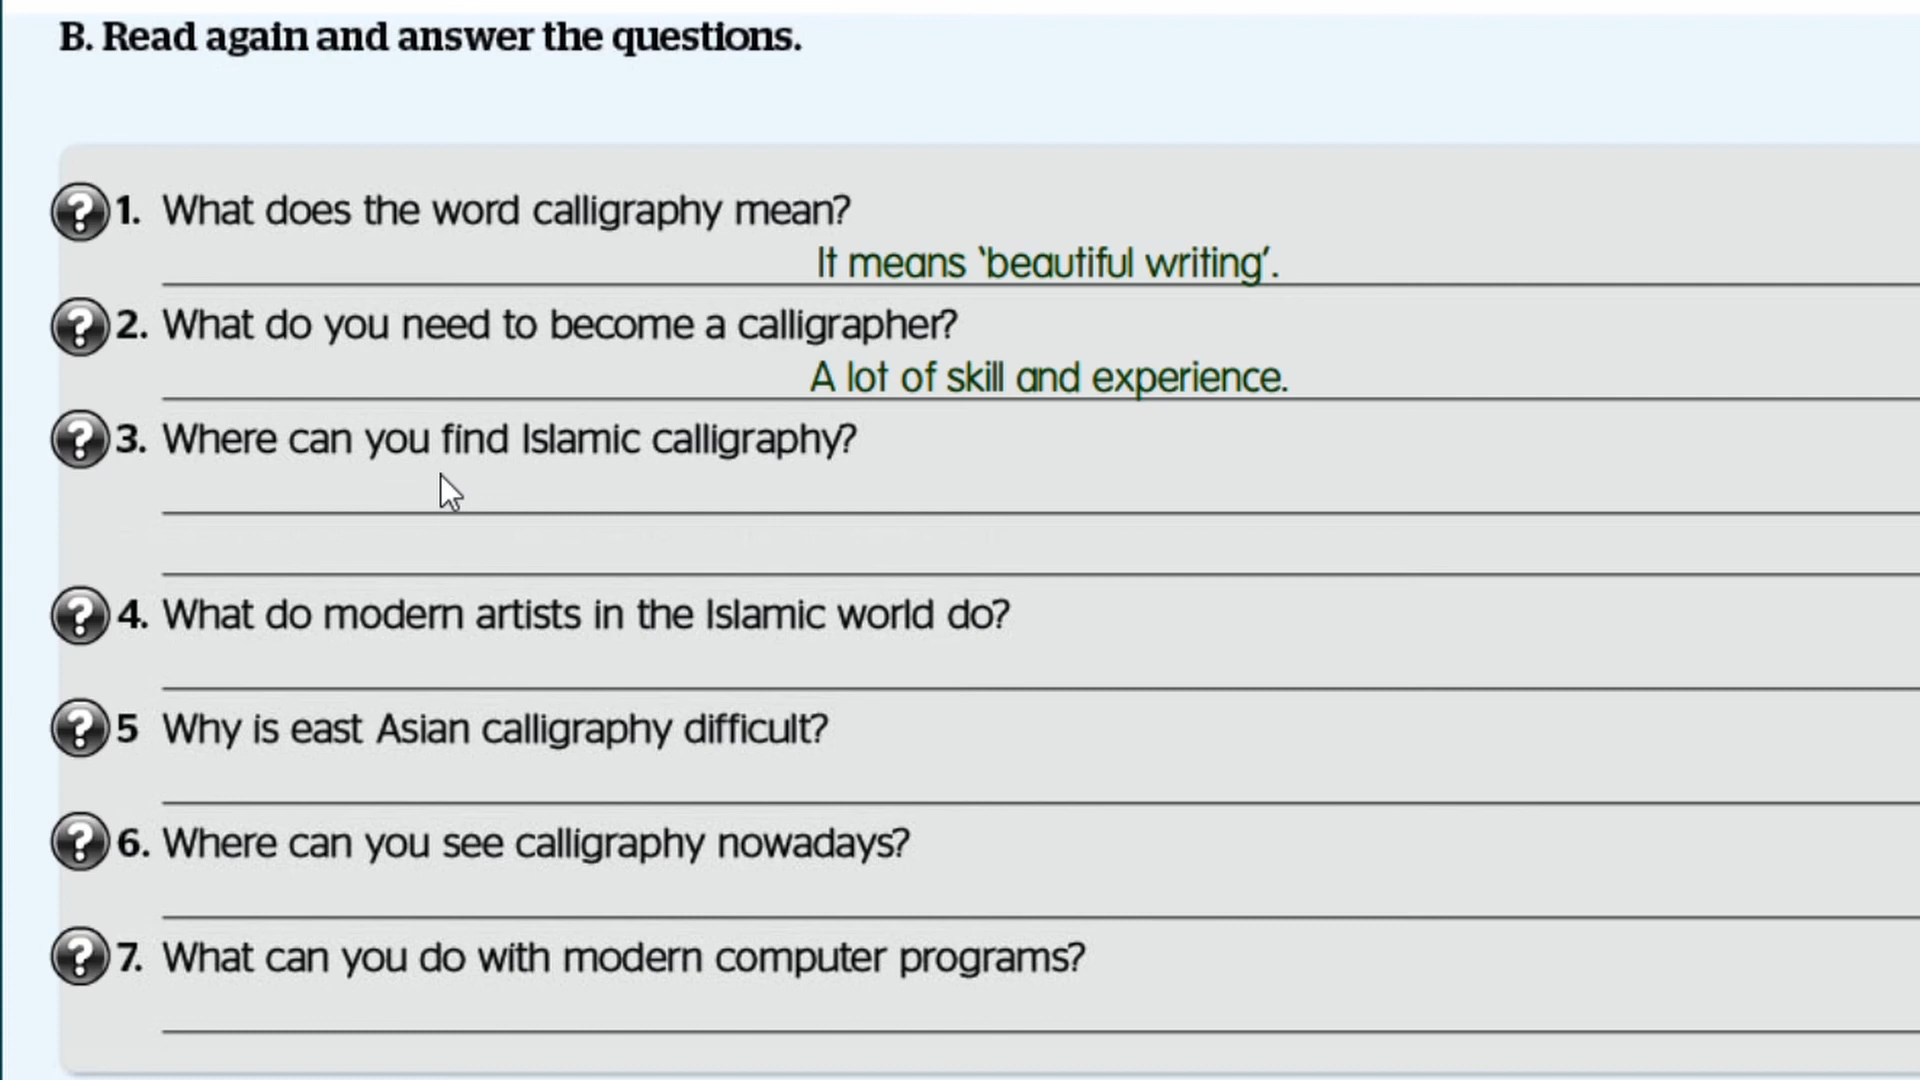 B. Read again and answer the questions.
1. What does the word calligraphy mean?
It means ‘beautiful writing’.
2. What do you need to become a calligrapher?
A lot of skill and experience.
3. Where can you find Islamic calligraphy?
4. What do modern artists in the Islamic world do?
5 Why is east Asian calligraphy difficult?
6. Where can you see calligraphy nowadays?
7. What can you do with modern computer programs?